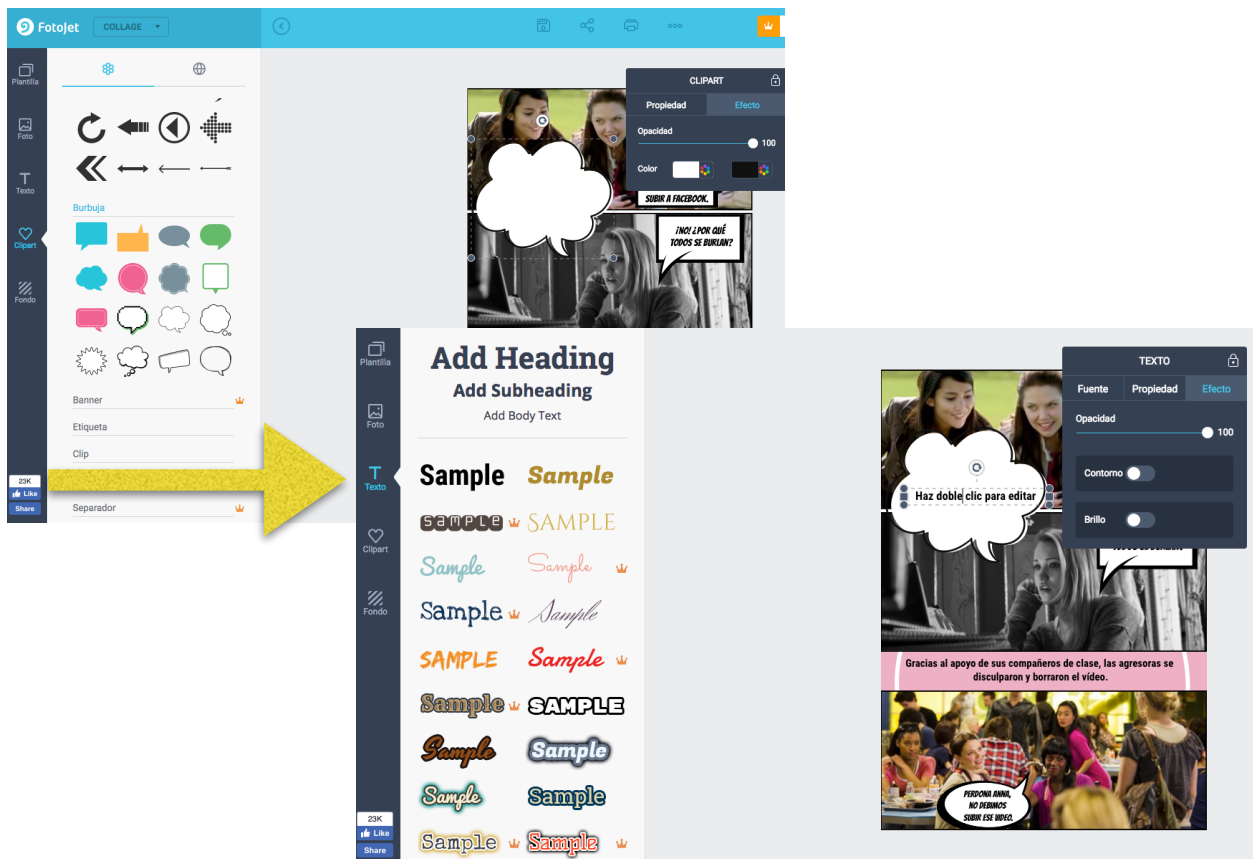 FotoJet
COLLAGE
Plantilla
Foto
Texto
Clipart
Fondo
23K
Like
Share
Burbuja
Banner
Etiqueta
Clip
Separador
CLIPART
Propiedad
Efecto
Opacidad
100
Color
SUBIR A FACEBOOK.
¡NO! ¿POR QUÉ
TODOS SE BURLAN?
Plantilla
Foto
Texto
Clipart
Fondo
23K
Like
Share
Add Heading
Add Subheading
Add Body Text
Sample
Sample
SAMPLE
SAMPLE
Sample
Sample
Sample
Sample
SAMPLE
Sample
Sample
SAMPLE
Sample
Sample
Sample
Sample
Sample
Sample
TEXTO
Fuente
Propiedad
Efecto
Opacidad
100
Contorno
Brillo
Haz doble clic para editar
TODOS SE BURLAN?
Gracias al apoyo de sus compañeros de clase, las agresoras se
disculparon y borraron el vídeo.
PERDONA ANNA,
NO DEBIMOS
SUBIR ESE VIDEO.